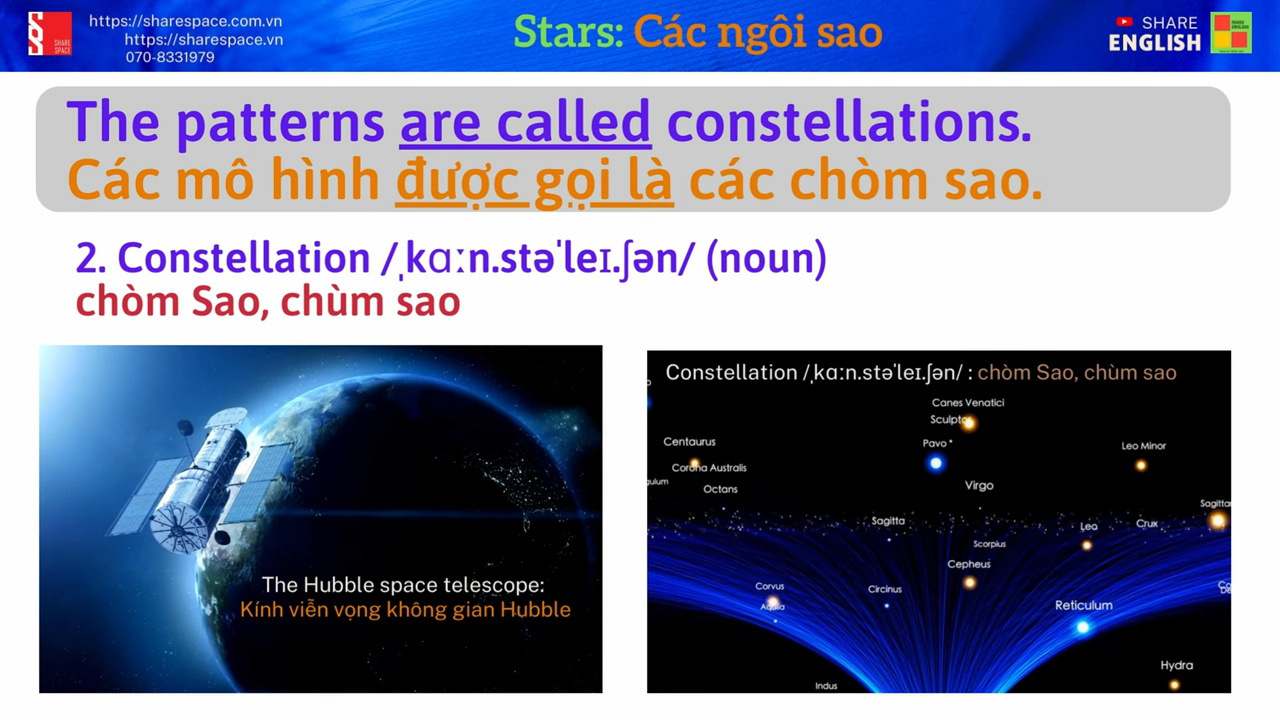 SHARE
SPACE
https://sharespace.com.vn
https://sharespace.vn
070-8331979
Stars: Các ngôi sao
SHARE
ENGLISH
The patterns are called constellations.
Các mô hình được gọi là các chòm sao.
2. Constellation /ˌkɑːn.stəˈleɪ.ʃən/ (noun)
chòm Sao, chùm sao
The Hubble space telescope:
Kính viễn vọng không gian Hubble
Constellation /ˌkɑːn.stəˈleɪ.ʃən/ : chòm Sao, chùm sao
Canes Venatici
Sculptor
Centaurus
Pavo
Leo Minor
Corona Australis
gulum
Octans
Virgo
Sagittar
Sagitta
Leo
Crux
Scorpius
Cepheus
Corvus
Circinus
Aquila
Reticulum
Hydra
Indus